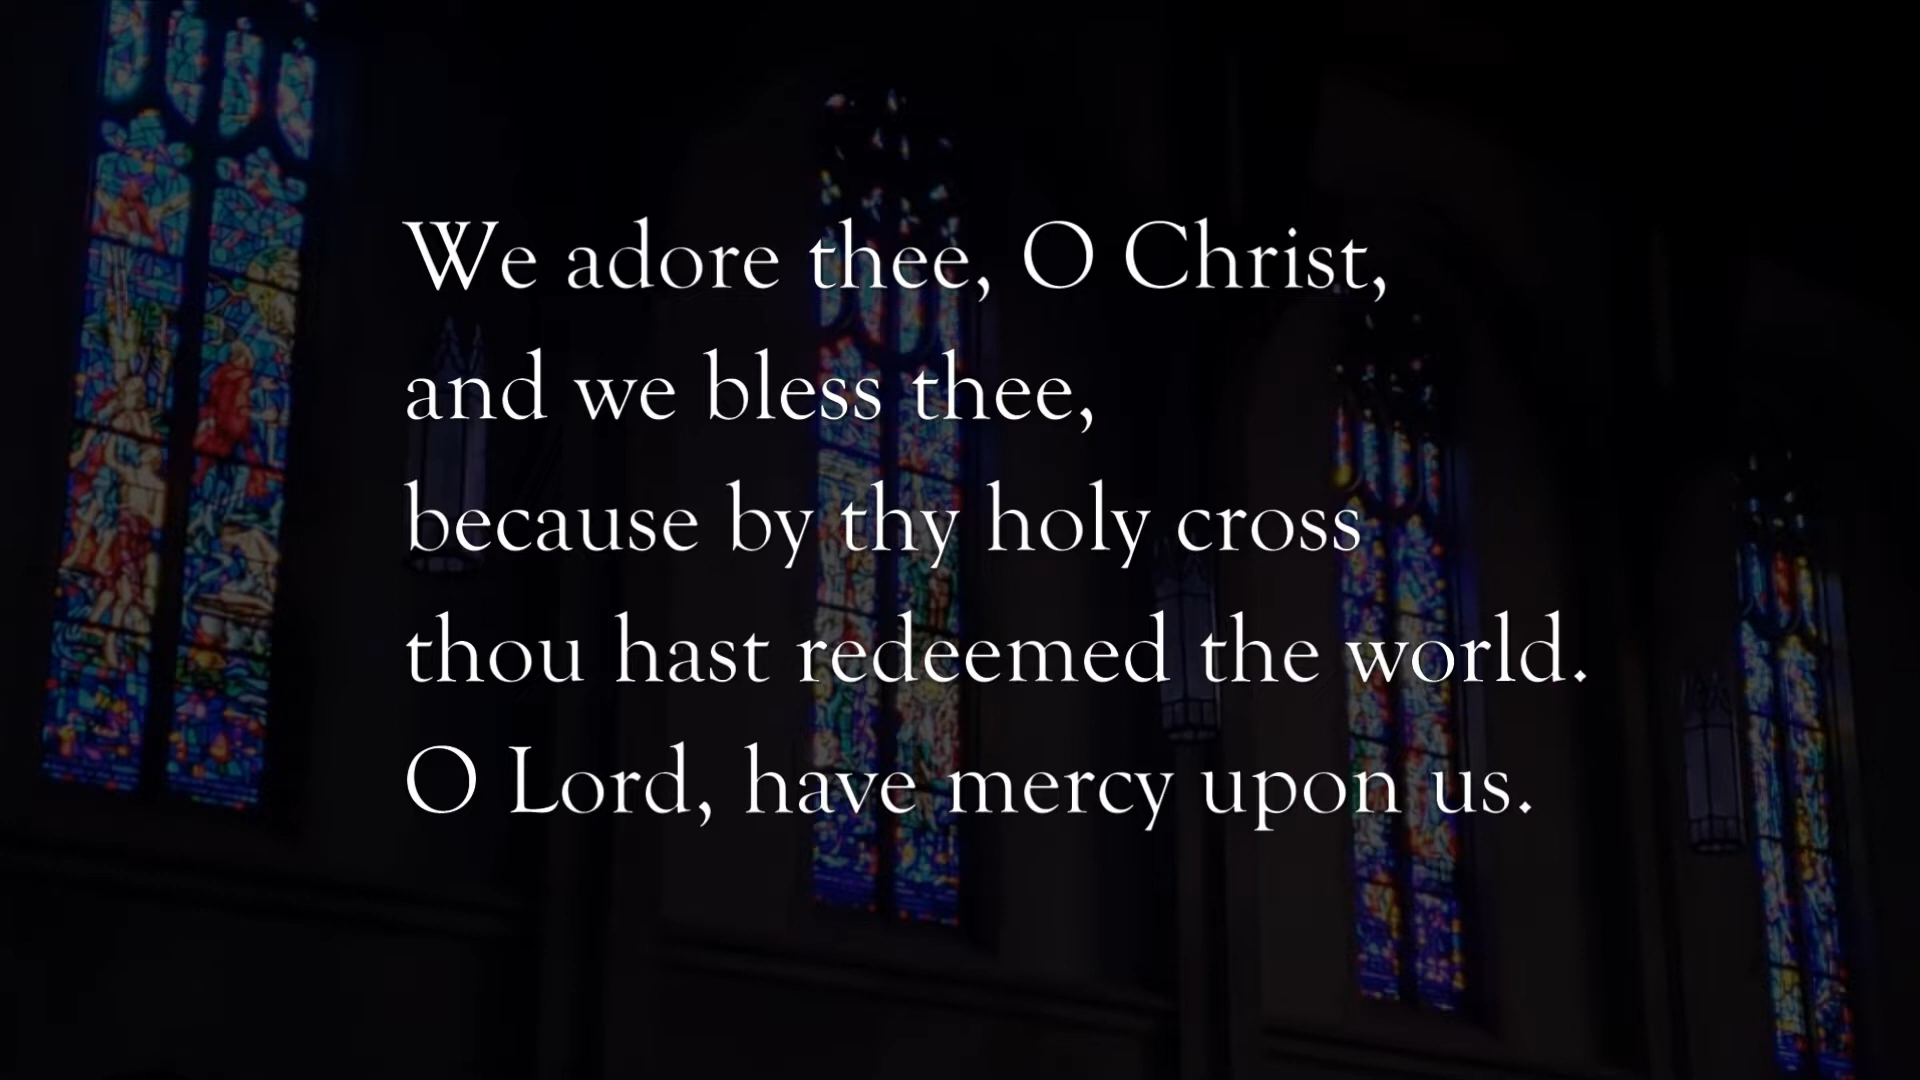 We adore thee, O Christ,
and we bless thee,
because by thy holy cross
thou hast redeemed the world.
O Lord, have mercy upon us.